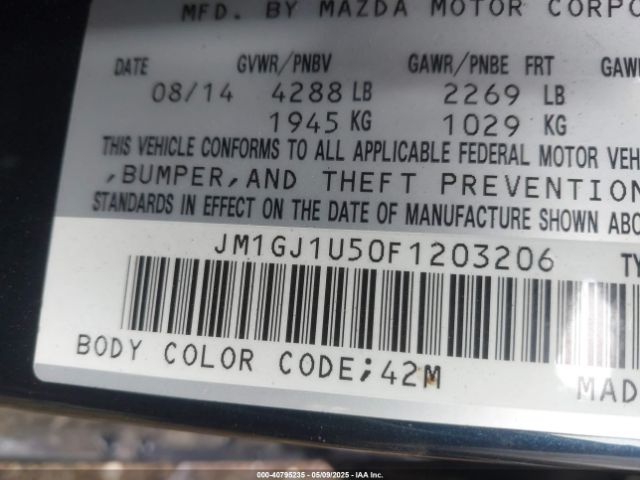 MFD. BY MAZDA MOTOR CORPO
DATE GVWR/PNBV GAWR/PNBE FRT GAW
08/14 4288 LB 2269 LB
1945 KG 1029 KG
THIS VEHICLE CONFORMS TO ALL APPLICABLE FEDERAL MOTOR VEH
,BUMPER,AND THEFT PREVENTION
STANDARDS IN EFFECT ON THE DATE OF MANUFACTURE SHOWN ABO
JM1GJ1U50F1203206 TY
BODY COLOR CODE;42M MAD
000-40795235 - 05/09/2025 - IAA Inc.